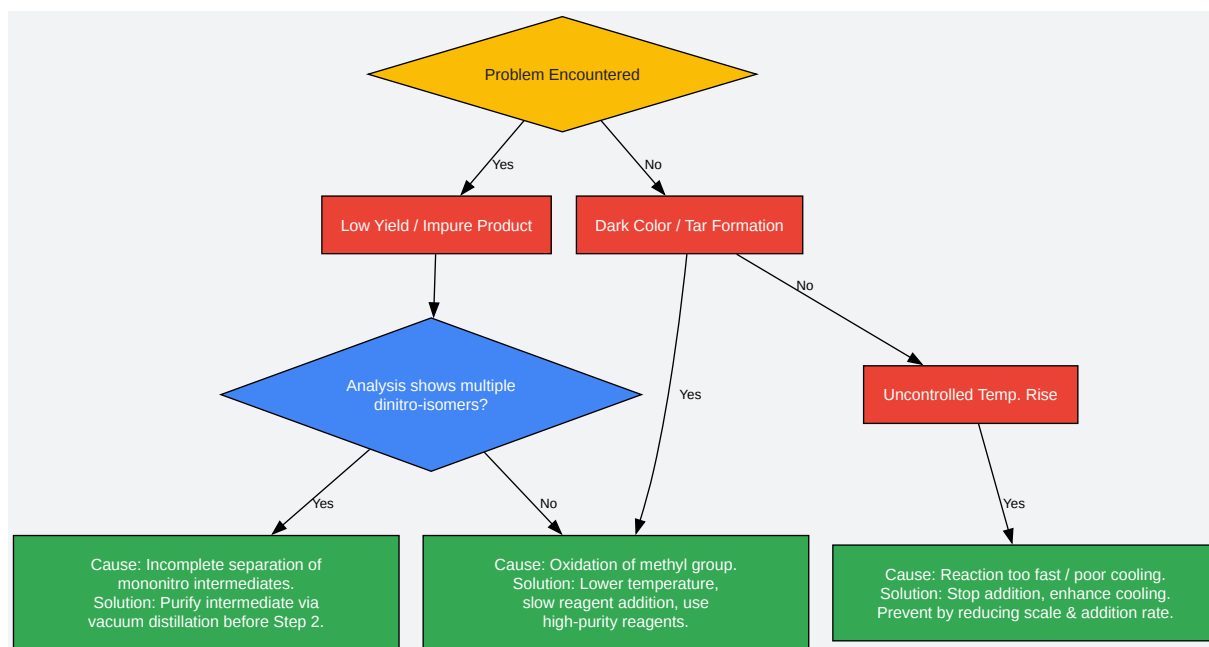 Problem Encountered
Yes
No
Low Yield / Impure Product
Dark Color / Tar Formation
No
Analysis shows multiple
dinitro-isomers?
Yes
Uncontrolled Temp. Rise
Yes
No
Yes
Cause: Incomplete separation of
mononitro intermediates.
Solution: Purify intermediate via
vacuum distillation before Step 2.
Cause: Oxidation of methyl group.
Solution: Lower temperature,
slow reagent addition, use
high-purity reagents.
Cause: Reaction too fast / poor cooling.
Solution: Stop addition, enhance cooling.
Prevent by reducing scale & addition rate.